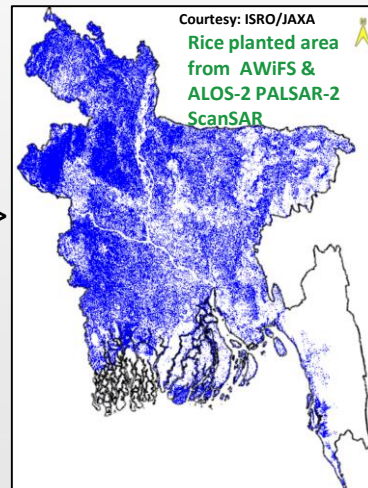 Courtesy: ISRO/JAXA
Rice planted area
from AWiFS &
ALOS-2 PALSAR-2
ScanSAR